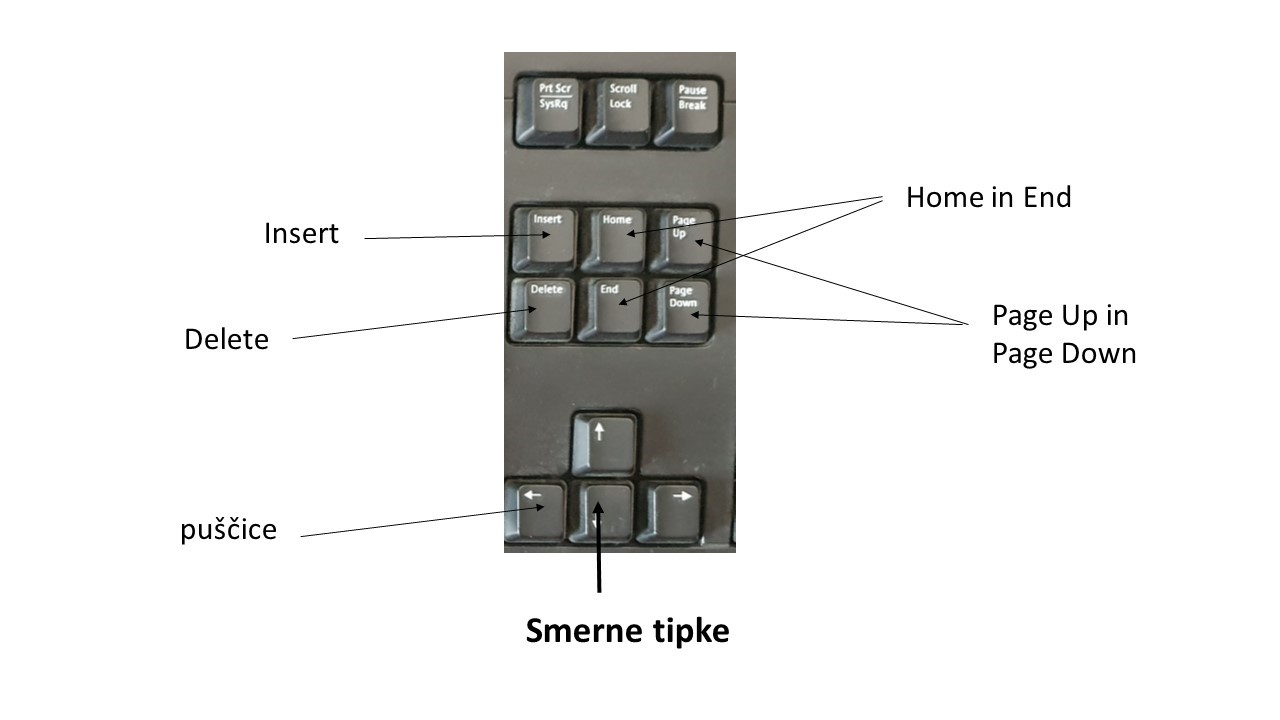 Prt Scr
SysRq
Scroll
Lock
Pause
Break
Insert
Home
Page
Up
Delete
End
Page
Down
Insert
Delete
puščice
Home in End
Page Up in
Page Down
Smerne tipke